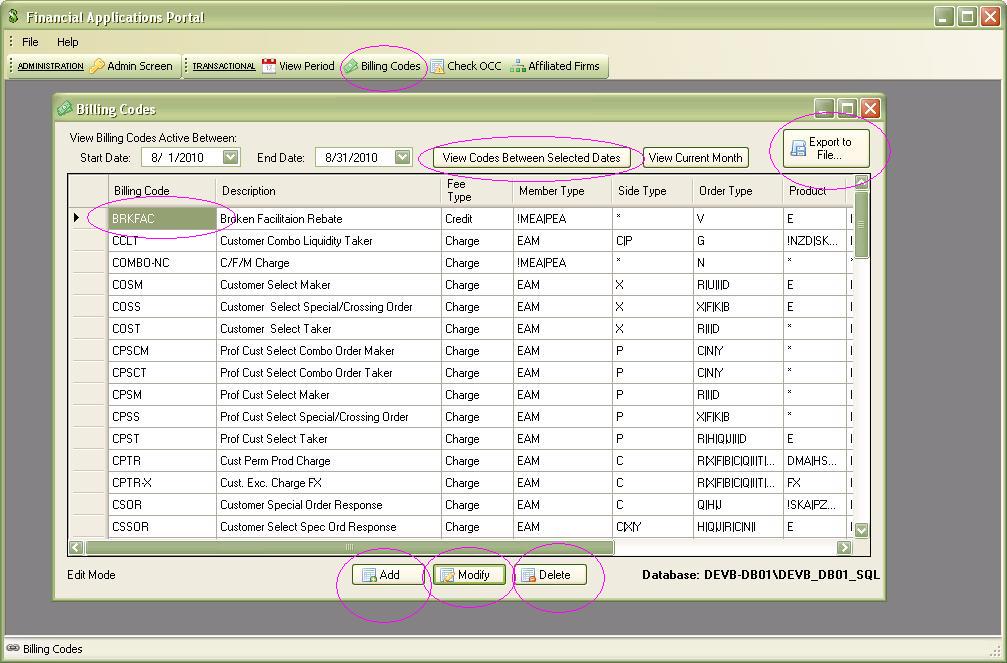 Financial Applications Portal
File Help
ADMINISTRATION Admin Screen TRANSACTIONAL View Period Billing Codes Check OCC Affiliated Firms
Billing Codes
View Billing Codes Active Between:
Start Date: 8/ 1/2010 End Date: 8/31/2010 View Codes Between Selected Dates View Current Month Export to File...
Billing Code Description Fee Type Member Type Side Type Order Type Product
BRKFAC Broken Facilitaion Rebate Credit !MEA|PEA * V E
CCLT Customer Combo Liquidity Taker Charge EAM C|P G !NZD|SK...
COMBO-NC C/F/M Charge Charge !MEA|PEA * N *
COSM Customer Select Maker Charge EAM X R|U|I|D E
COSS Customer Select Special/Crossing Order Charge EAM X X|F|K|B E
COST Customer Select Taker Charge EAM X R|I|D *
CPSCM Prof Cust Select Combo Order Maker Charge EAM P C|N|Y *
CPSCT Prof Cust Select Combo Order Taker Charge EAM P C|N|Y *
CPSM Prof Cust Select Maker Charge EAM P R|I|D *
CPSS Prof Cust Select Special/Crossing Order Charge EAM P X|F|K|B *
CPST Prof Cust Select Taker Charge EAM P R|H|Q|J|I|D E
CPTR Cust Perm Prod Charge Charge EAM C R|X|F|B|C|Q|I|T|... DMA|HS...
CPTR-X Cust. Exc. Charge FX Charge EAM C R|X|F|B|C|Q|I|T|... FX
CSOR Customer Special Order Response Charge EAM C Q|H|J !SKA|PZ...
CSSOR Customer Select Spec Ord Response Charge EAM C|X|Y H|Q|J|R|C|N|I E
Edit Mode Add Modify Delete Database: DEVB-DB01\DEVB_DB01_SQL
Billing Codes